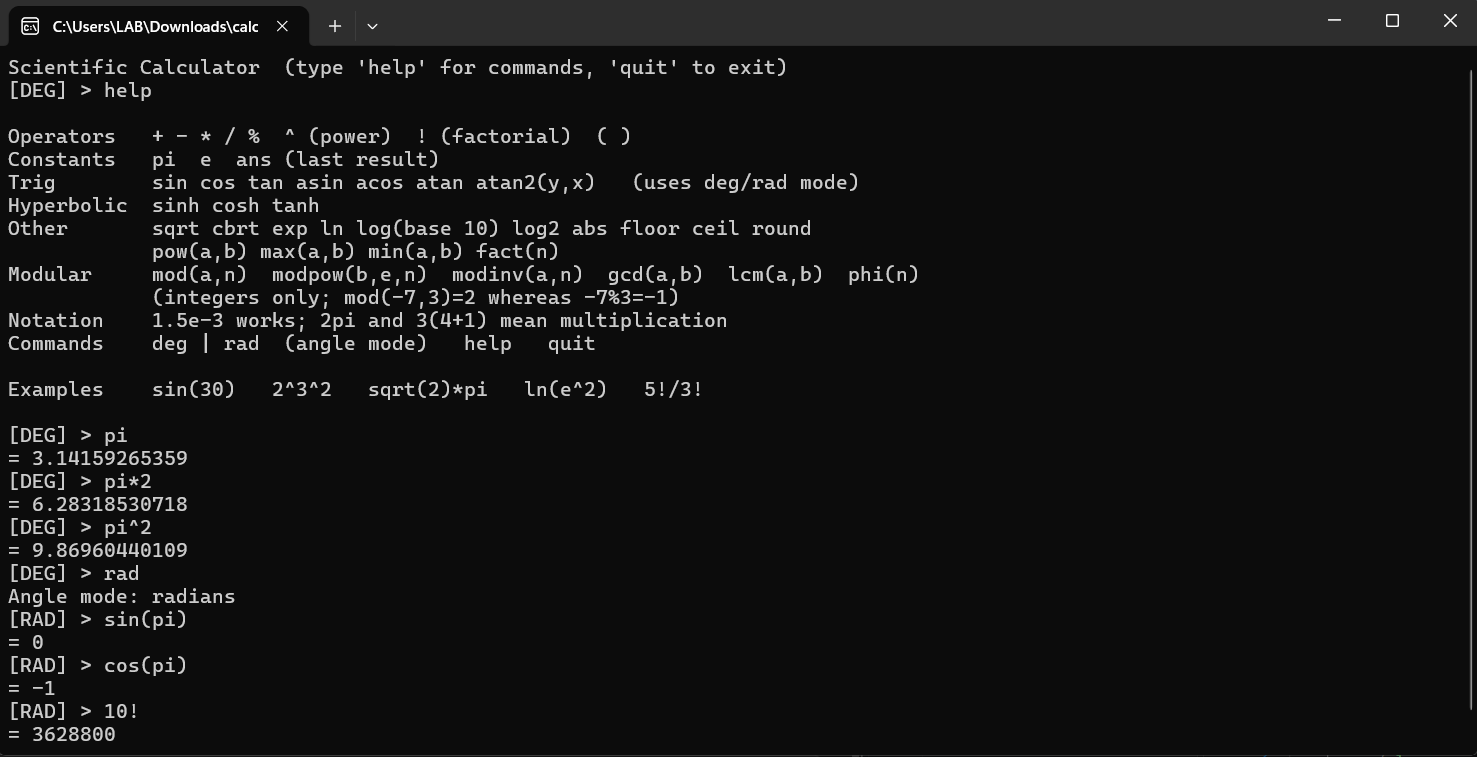 C:\Users\LAB\Downloads\calc
Scientific Calculator  (type 'help' for commands, 'quit' to exit)
[DEG] > help
Operators   + - * / %  ^ (power)  ! (factorial)  ( )
Constants   pi  e  ans (last result)
Trig        sin cos tan asin acos atan atan2(y,x)   (uses deg/rad mode)
Hyperbolic  sinh cosh tanh
Other       sqrt cbrt exp ln log(base 10) log2 abs floor ceil round
            pow(a,b) max(a,b) min(a,b) fact(n)
Modular     mod(a,n)  modpow(b,e,n)  modinv(a,n)  gcd(a,b)  lcm(a,b)  phi(n)
            (integers only; mod(-7,3)=2 whereas -7%3=-1)
Notation    1.5e-3 works; 2pi and 3(4+1) mean multiplication
Commands    deg | rad  (angle mode)   help   quit
Examples    sin(30)   2^3^2   sqrt(2)*pi   ln(e^2)   5!/3!
[DEG] > pi
= 3.14159265359
[DEG] > pi*2
= 6.28318530718
[DEG] > pi^2
= 9.86960440109
[DEG] > rad
Angle mode: radians
[RAD] > sin(pi)
= 0
[RAD] > cos(pi)
= -1
[RAD] > 10!
= 3628800